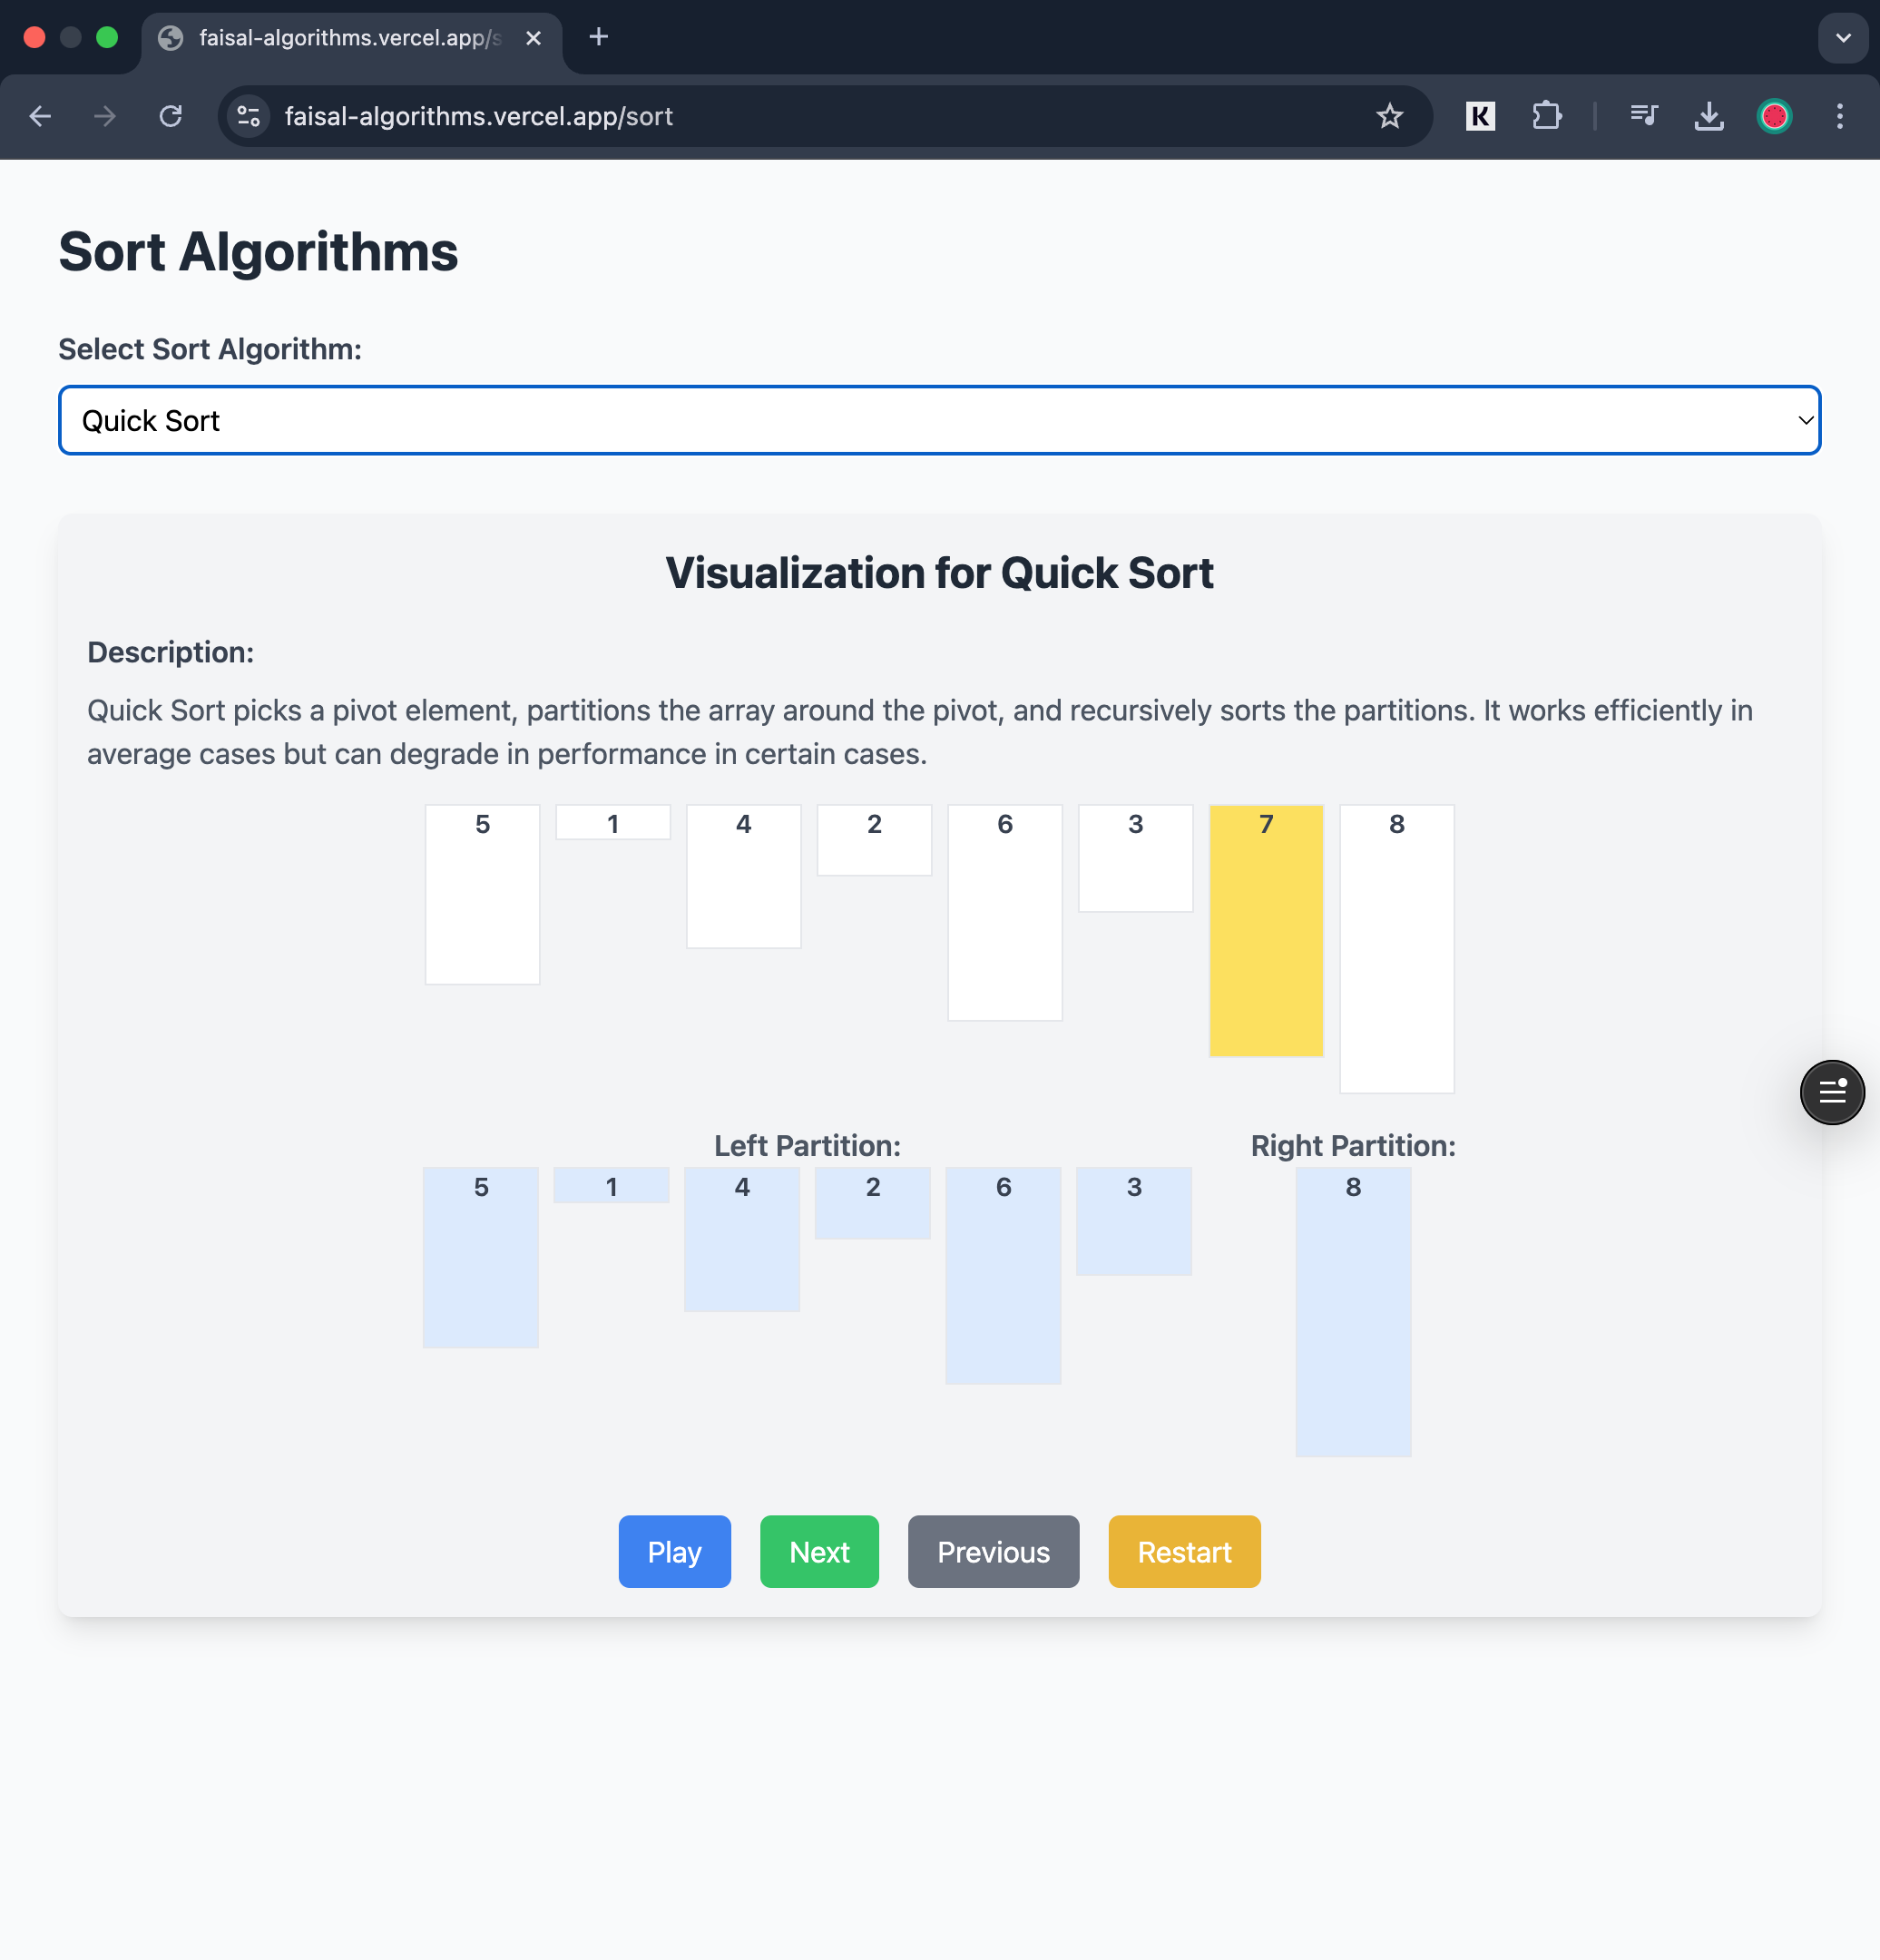 faisal-algorithms.vercel.app/s
faisal-algorithms.vercel.app/sort
K
Sort Algorithms
Select Sort Algorithm:
Quick Sort
Visualization for Quick Sort
Description:
Quick Sort picks a pivot element, partitions the array around the pivot, and recursively sorts the partitions. It works efficiently in
average cases but can degrade in performance in certain cases.
5 1 4 2 6 3 7 8
Left Partition: Right Partition:
5 1 4 2 6 3 8
Play Next Previous Restart